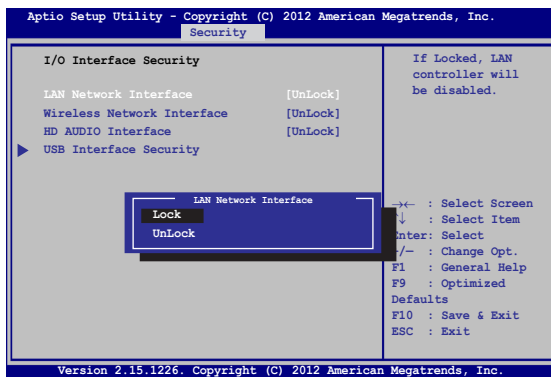 Aptio Setup Utility - Copyright (C) 2012 American Megatrends, Inc.
Security
I/O Interface Security
LAN Network Interface [UnLock]
Wireless Network Interface [UnLock]
HD AUDIO Interface [UnLock]
USB Interface Security
If Locked, LAN
controller will
be disabled.
LAN Network Interface
Lock
UnLock
→← : Select Screen
↑↓ : Select Item
Enter: Select
+/— : Change Opt.
F1 : General Help
F9 : Optimized
Defaults
F10 : Save & Exit
ESC : Exit
Version 2.15.1226. Copyright (C) 2012 American Megatrends, Inc.